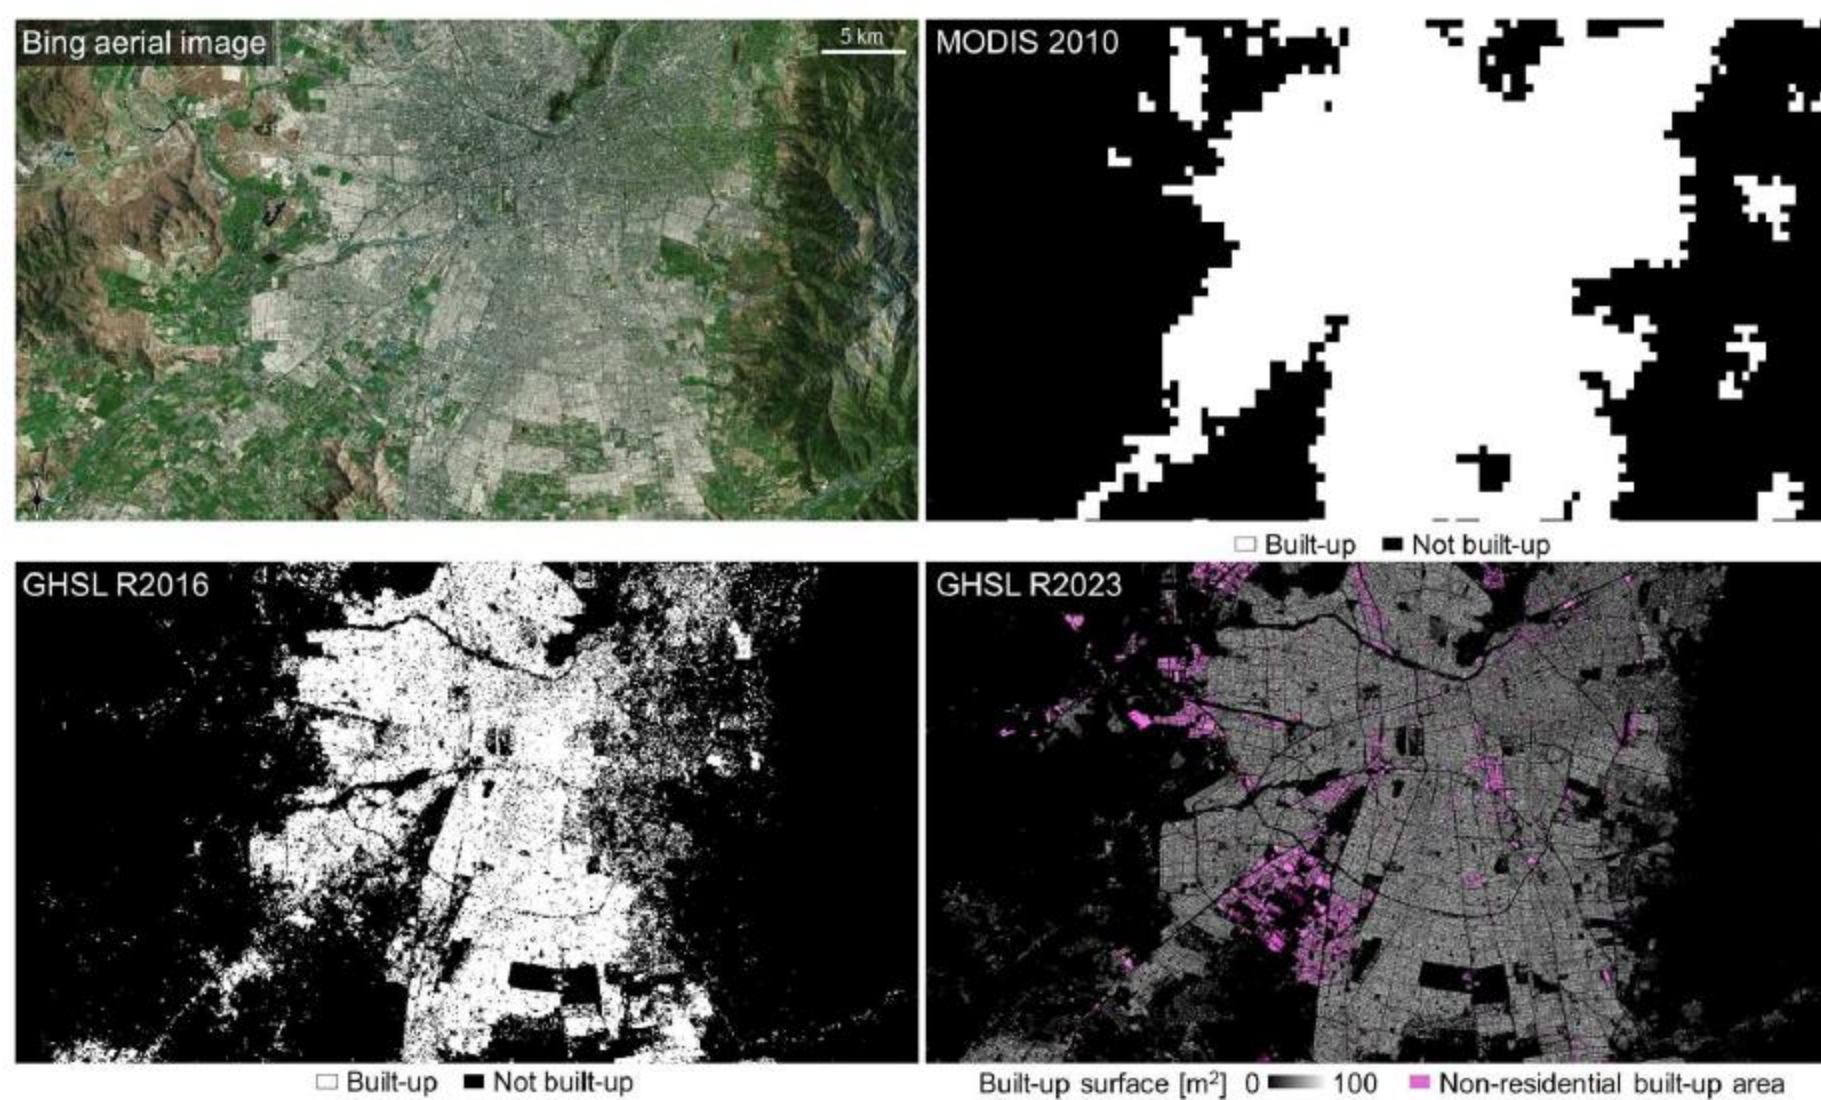 Bing aerial image
5 km
MODIS 2010
Built-up Not built-up
GHSL R2016
GHSL R2023
Built-up Not built-up
Built-up surface [m²] 0 100 Non-residential built-up area